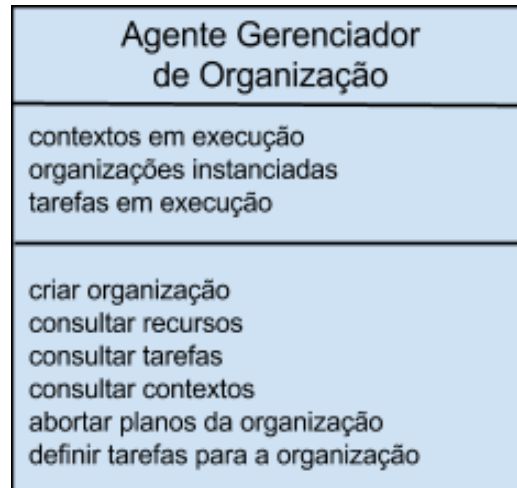 Agente Gerenciador
de Organização
contextos em execução
organizações instanciadas
tarefas em execução
criar organização
consultar recursos
consultar tarefas
consultar contextos
abortar planos da organização
definir tarefas para a organização